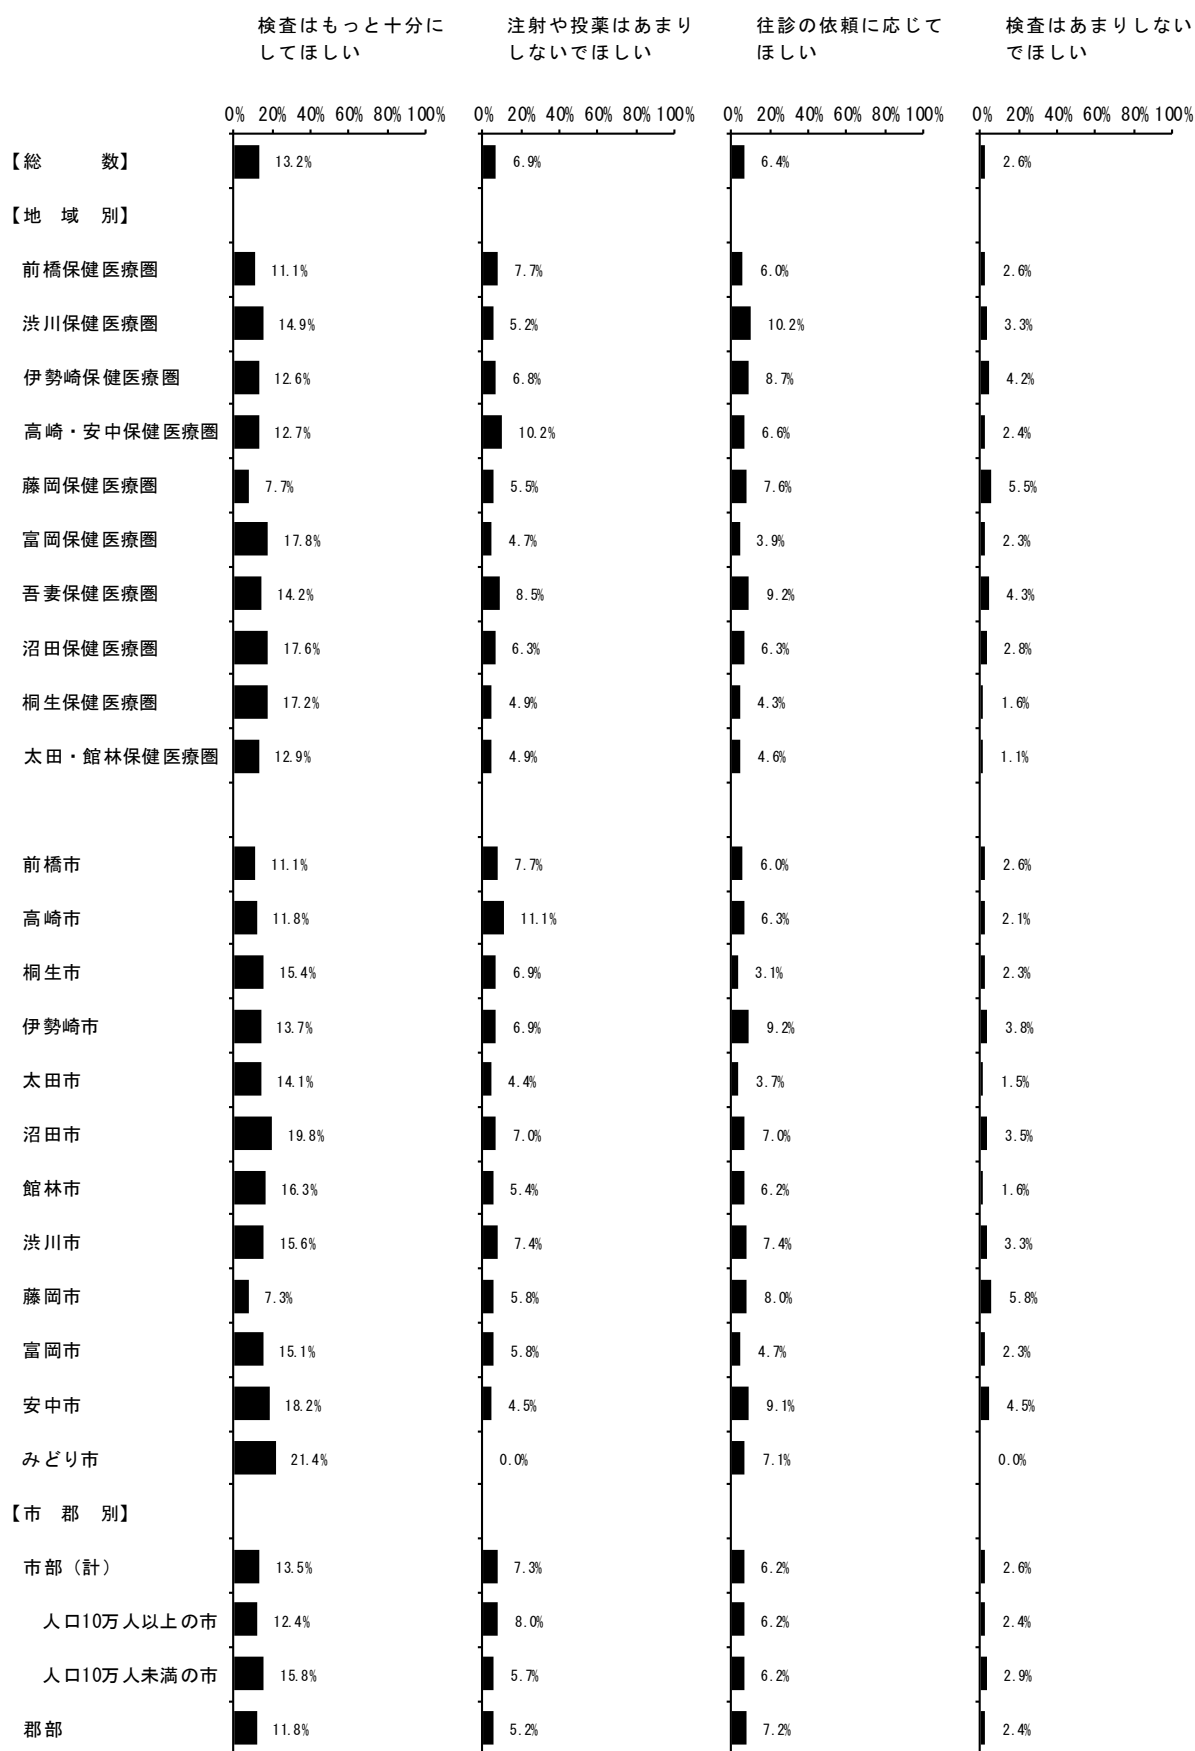 検査はもっと十分に
してほしい
注射や投薬はあまり
しないでほしい
往診の依頼に応じて
ほしい
検査はあまりしない
でほしい
0% 20% 40% 60% 80% 100% 0% 20% 40% 60% 80% 100% 0% 20% 40% 60% 80% 100% 0% 20% 40% 60% 80% 100%
【総　　　数】 13.2% 6.9% 6.4% 2.6%
【地　域　別】
前橋保健医療圏 11.1% 7.7% 6.0% 2.6%
渋川保健医療圏 14.9% 5.2% 10.2% 3.3%
伊勢崎保健医療圏 12.6% 6.8% 8.7% 4.2%
高崎・安中保健医療圏 12.7% 10.2% 6.6% 2.4%
藤岡保健医療圏 7.7% 5.5% 7.6% 5.5%
富岡保健医療圏 17.8% 4.7% 3.9% 2.3%
吾妻保健医療圏 14.2% 8.5% 9.2% 4.3%
沼田保健医療圏 17.6% 6.3% 6.3% 2.8%
桐生保健医療圏 17.2% 4.9% 4.3% 1.6%
太田・館林保健医療圏 12.9% 4.9% 4.6% 1.1%
前橋市 11.1% 7.7% 6.0% 2.6%
高崎市 11.8% 11.1% 6.3% 2.1%
桐生市 15.4% 6.9% 3.1% 2.3%
伊勢崎市 13.7% 6.9% 9.2% 3.8%
太田市 14.1% 4.4% 3.7% 1.5%
沼田市 19.8% 7.0% 7.0% 3.5%
館林市 16.3% 5.4% 6.2% 1.6%
渋川市 15.6% 7.4% 7.4% 3.3%
藤岡市 7.3% 5.8% 8.0% 5.8%
富岡市 15.1% 5.8% 4.7% 2.3%
安中市 18.2% 4.5% 9.1% 4.5%
みどり市 21.4% 0.0% 7.1% 0.0%
【市　郡　別】
市部（計） 13.5% 7.3% 6.2% 2.6%
人口10万人以上の市 12.4% 8.0% 6.2% 2.4%
人口10万人未満の市 15.8% 5.7% 6.2% 2.9%
郡部 11.8% 5.2% 7.2% 2.4%